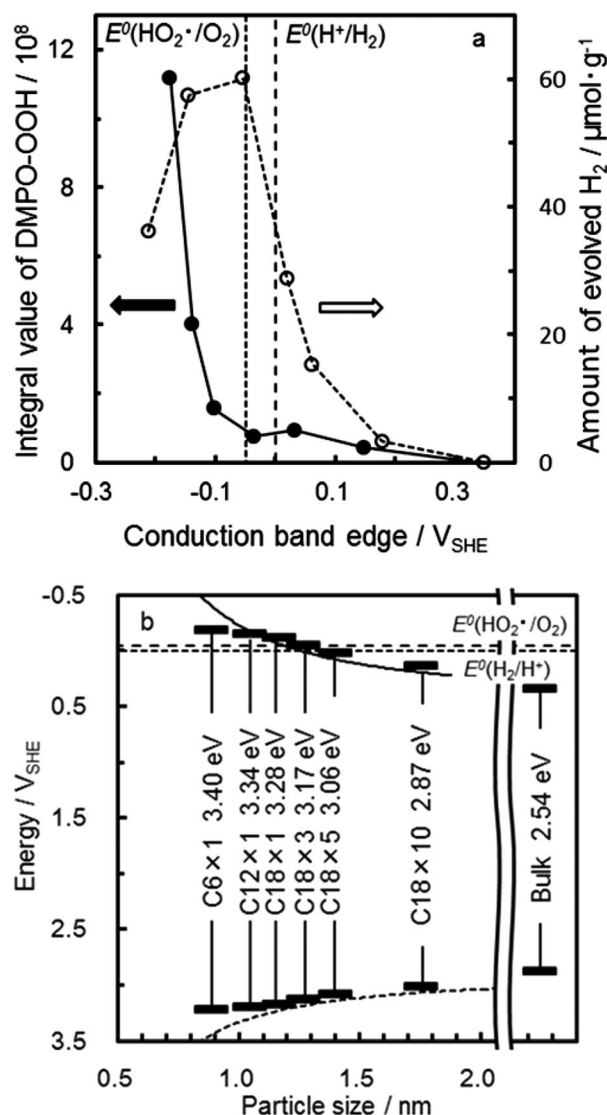 E⁰(HO₂·/O₂)
E⁰(H⁺/H₂)
a
Integral value of DMPO-OOH / 10⁸
12
8
4
0
60
40
20
0
Amount of evolved H₂ / μmol·g⁻¹
-0.3
-0.1
0.1
0.3
Conduction band edge / V_SHE
b
-0.5
0.5
1.5
2.5
3.5
Energy / V_SHE
E⁰(HO₂·/O₂)
E⁰(H₂/H⁺)
C6×1 3.40 eV
C12×1 3.34 eV
C18×1 3.28 eV
C18×3 3.17 eV
C18×5 3.06 eV
C18×10 2.87 eV
Bulk 2.54 eV
0.5
1.0
1.5
2.0
Particle size / nm